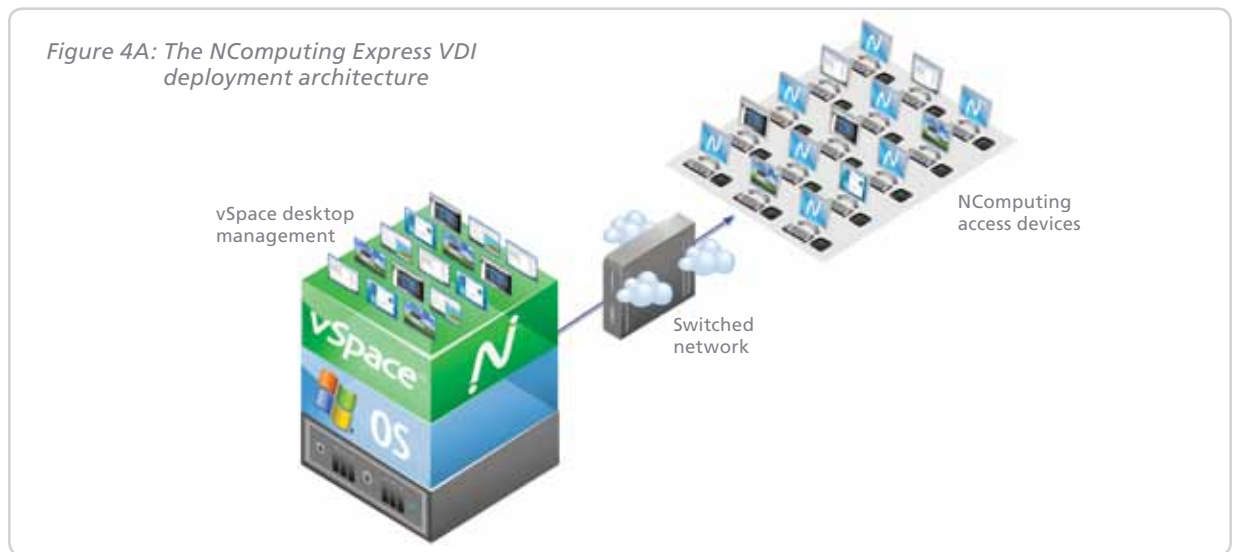 Figure 4A: The NComputing Express VDI
deployment architecture
vSpace desktop
management
NComputing
access devices
Switched
network
vSpace
N
OS